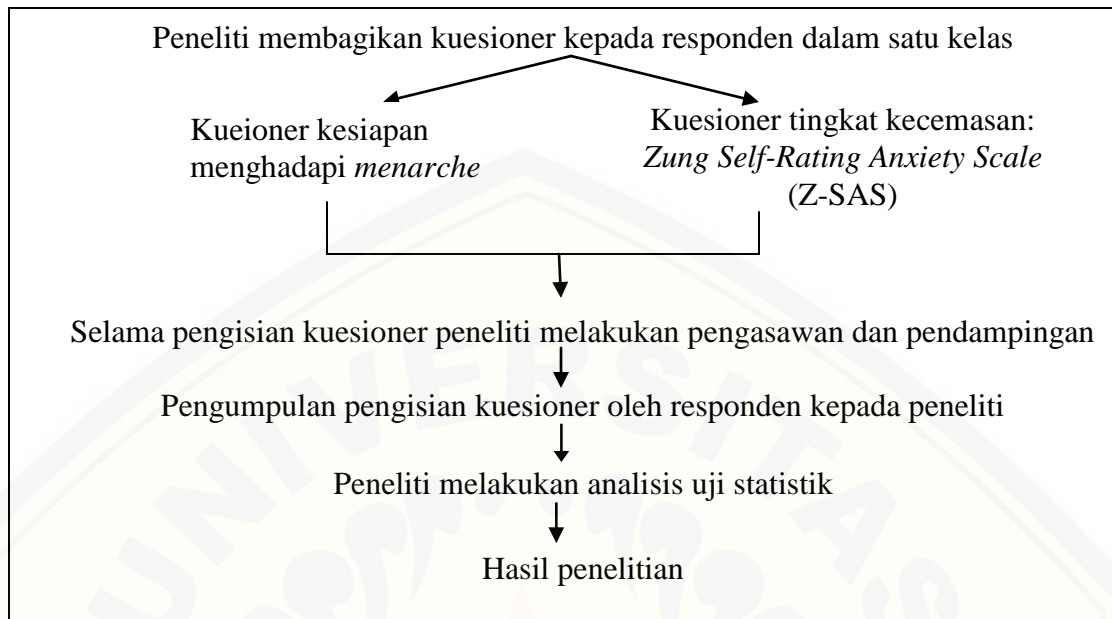 Peneliti membagikan kuesioner kepada responden dalam satu kelas
Kueioner kesiapan
menghadapi menarche
Kuesioner tingkat kecemasan:
Zung Self-Rating Anxiety Scale
(Z-SAS)
Selama pengisian kuesioner peneliti melakukan pengasawan dan pendampingan
Pengumpulan pengisian kuesioner oleh responden kepada peneliti
Peneliti melakukan analisis uji statistik
Hasil penelitian
UNIVERSITAS